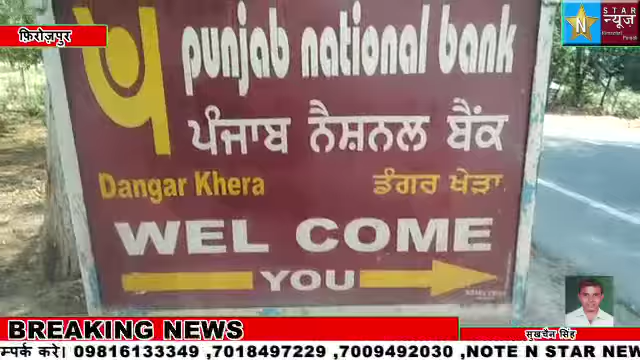 फ़िरोज़पुर
STAR
N न्यूज
punjab national bank
ਪੰਜਾਬ ਨੈਸ਼ਨਲ ਬੈਂਕ
Dangar Khera ਡੰਗਰ ਖੇੜਾ
WEL COME
YOU
BREAKING NEWS
सुखचैन सिंह
म्पर्क करे। 09816133349 ,7018497229 ,7009492030 ,NOTE N STAR NEW